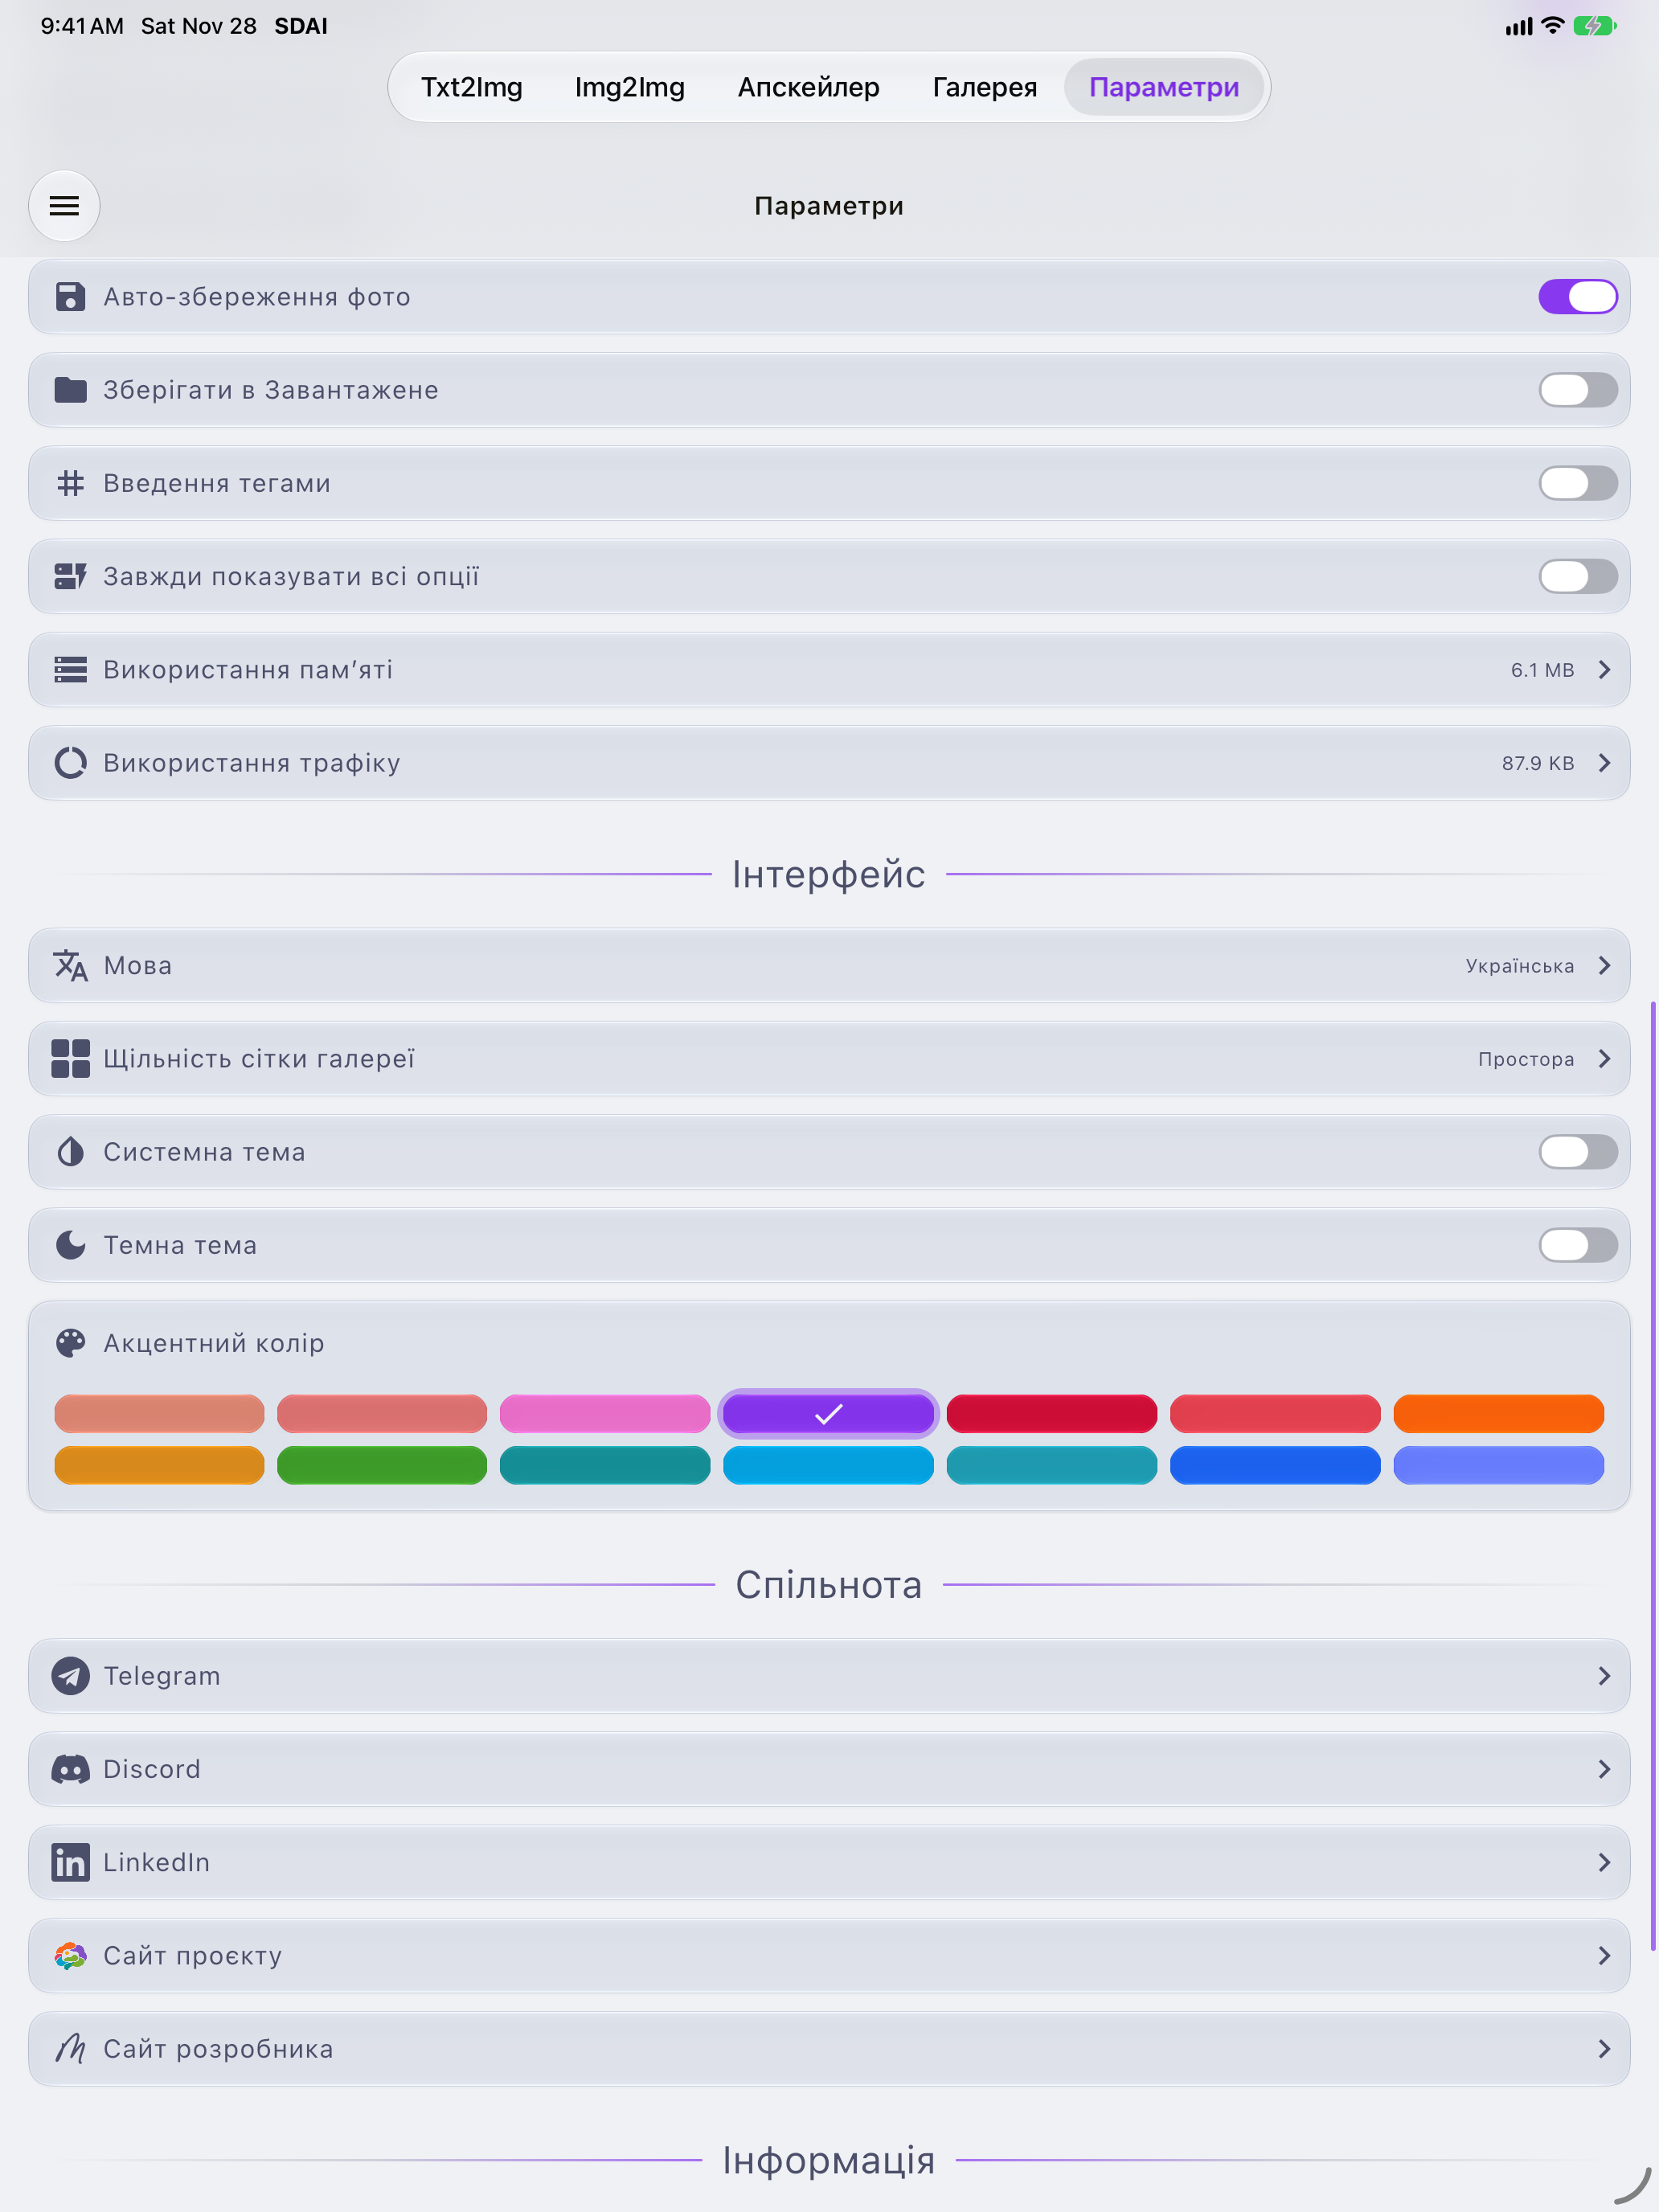 9:41 AM Sat Nov 28 SDAI
Txt2Img Img2Img Апскейлер Галерея Параметри
Параметри
Авто-збереження фото
Зберігати в Завантажене
Введення тегами
Завжди показувати всі опції
Використання пам’яті 6.1 MB
Використання трафіку 87.9 KB
Інтерфейс
Мова Українська
Щільність сітки галереї Простора
Системна тема
Темна тема
Акцентний колір
Спільнота
Telegram
Discord
LinkedIn
Сайт проєкту
Сайт розробника
Інформація